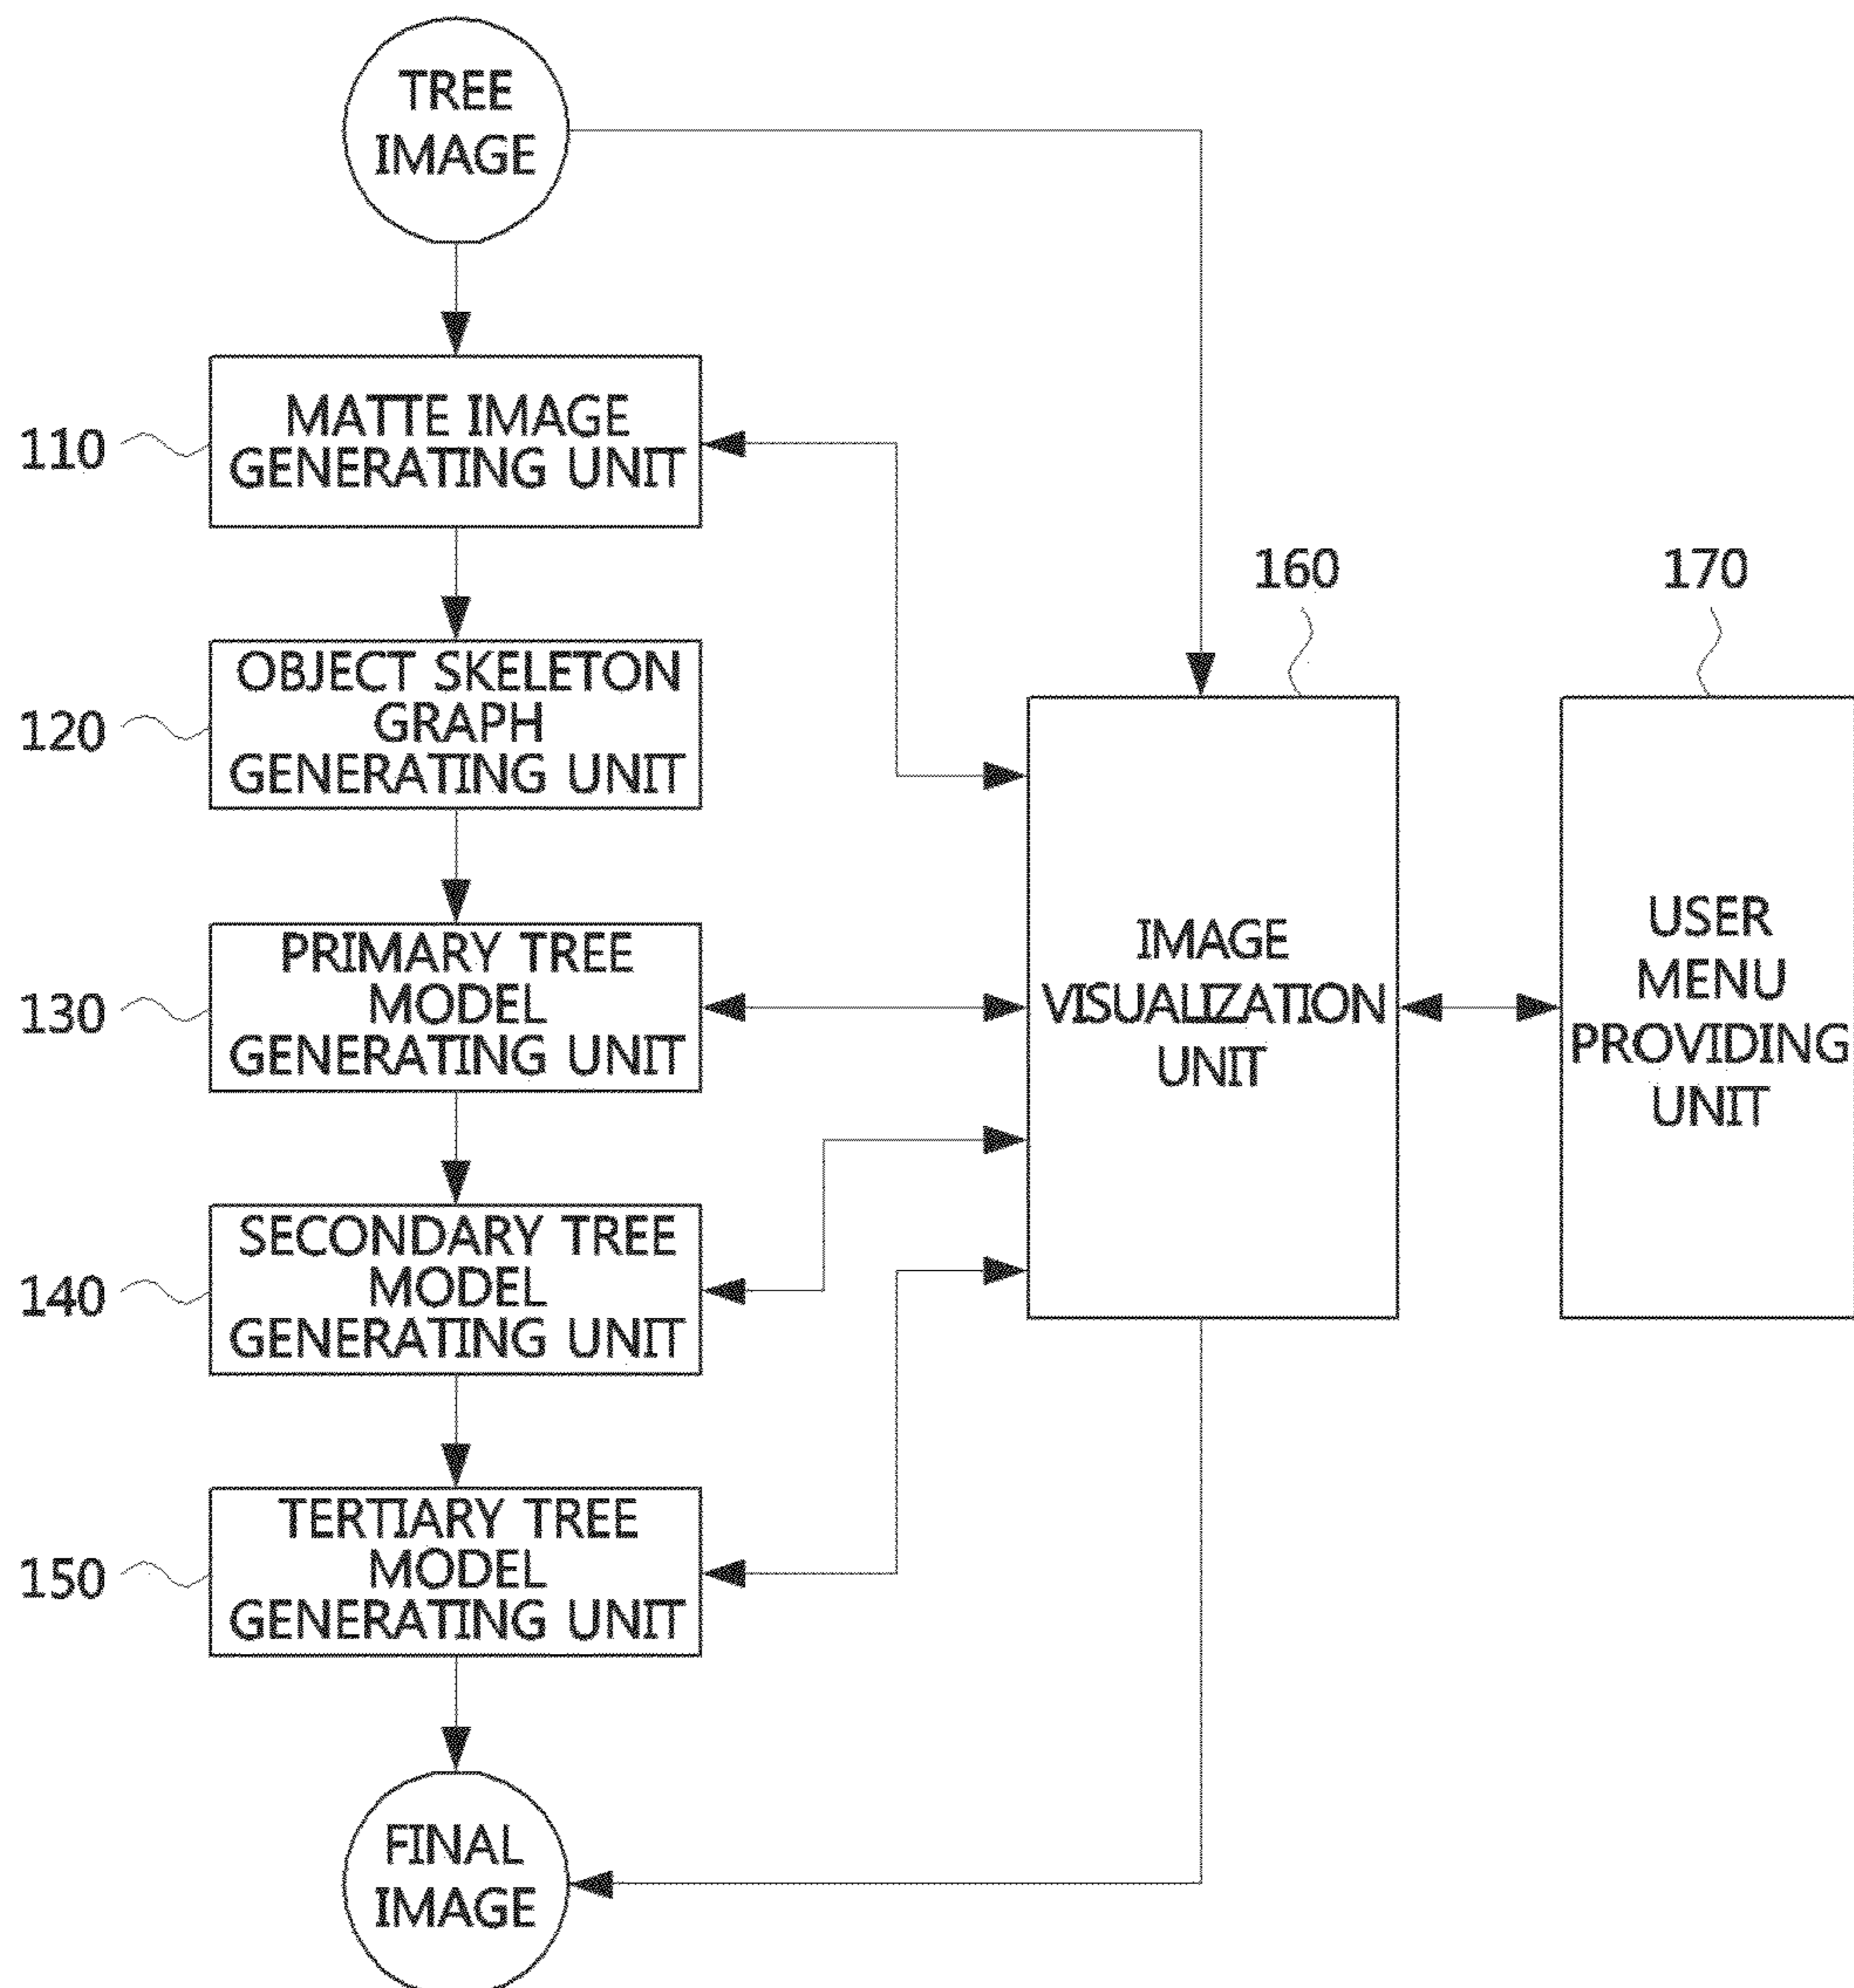 TREE
IMAGE
110
MATTE IMAGE
GENERATING UNIT
120
OBJECT SKELETON
GRAPH
GENERATING UNIT
130
PRIMARY TREE
MODEL
GENERATING UNIT
140
SECONDARY TREE
MODEL
GENERATING UNIT
150
TERTIARY TREE
MODEL
GENERATING UNIT
FINAL
IMAGE
160
IMAGE
VISUALIZATION
UNIT
170
USER
MENU
PROVIDING
UNIT